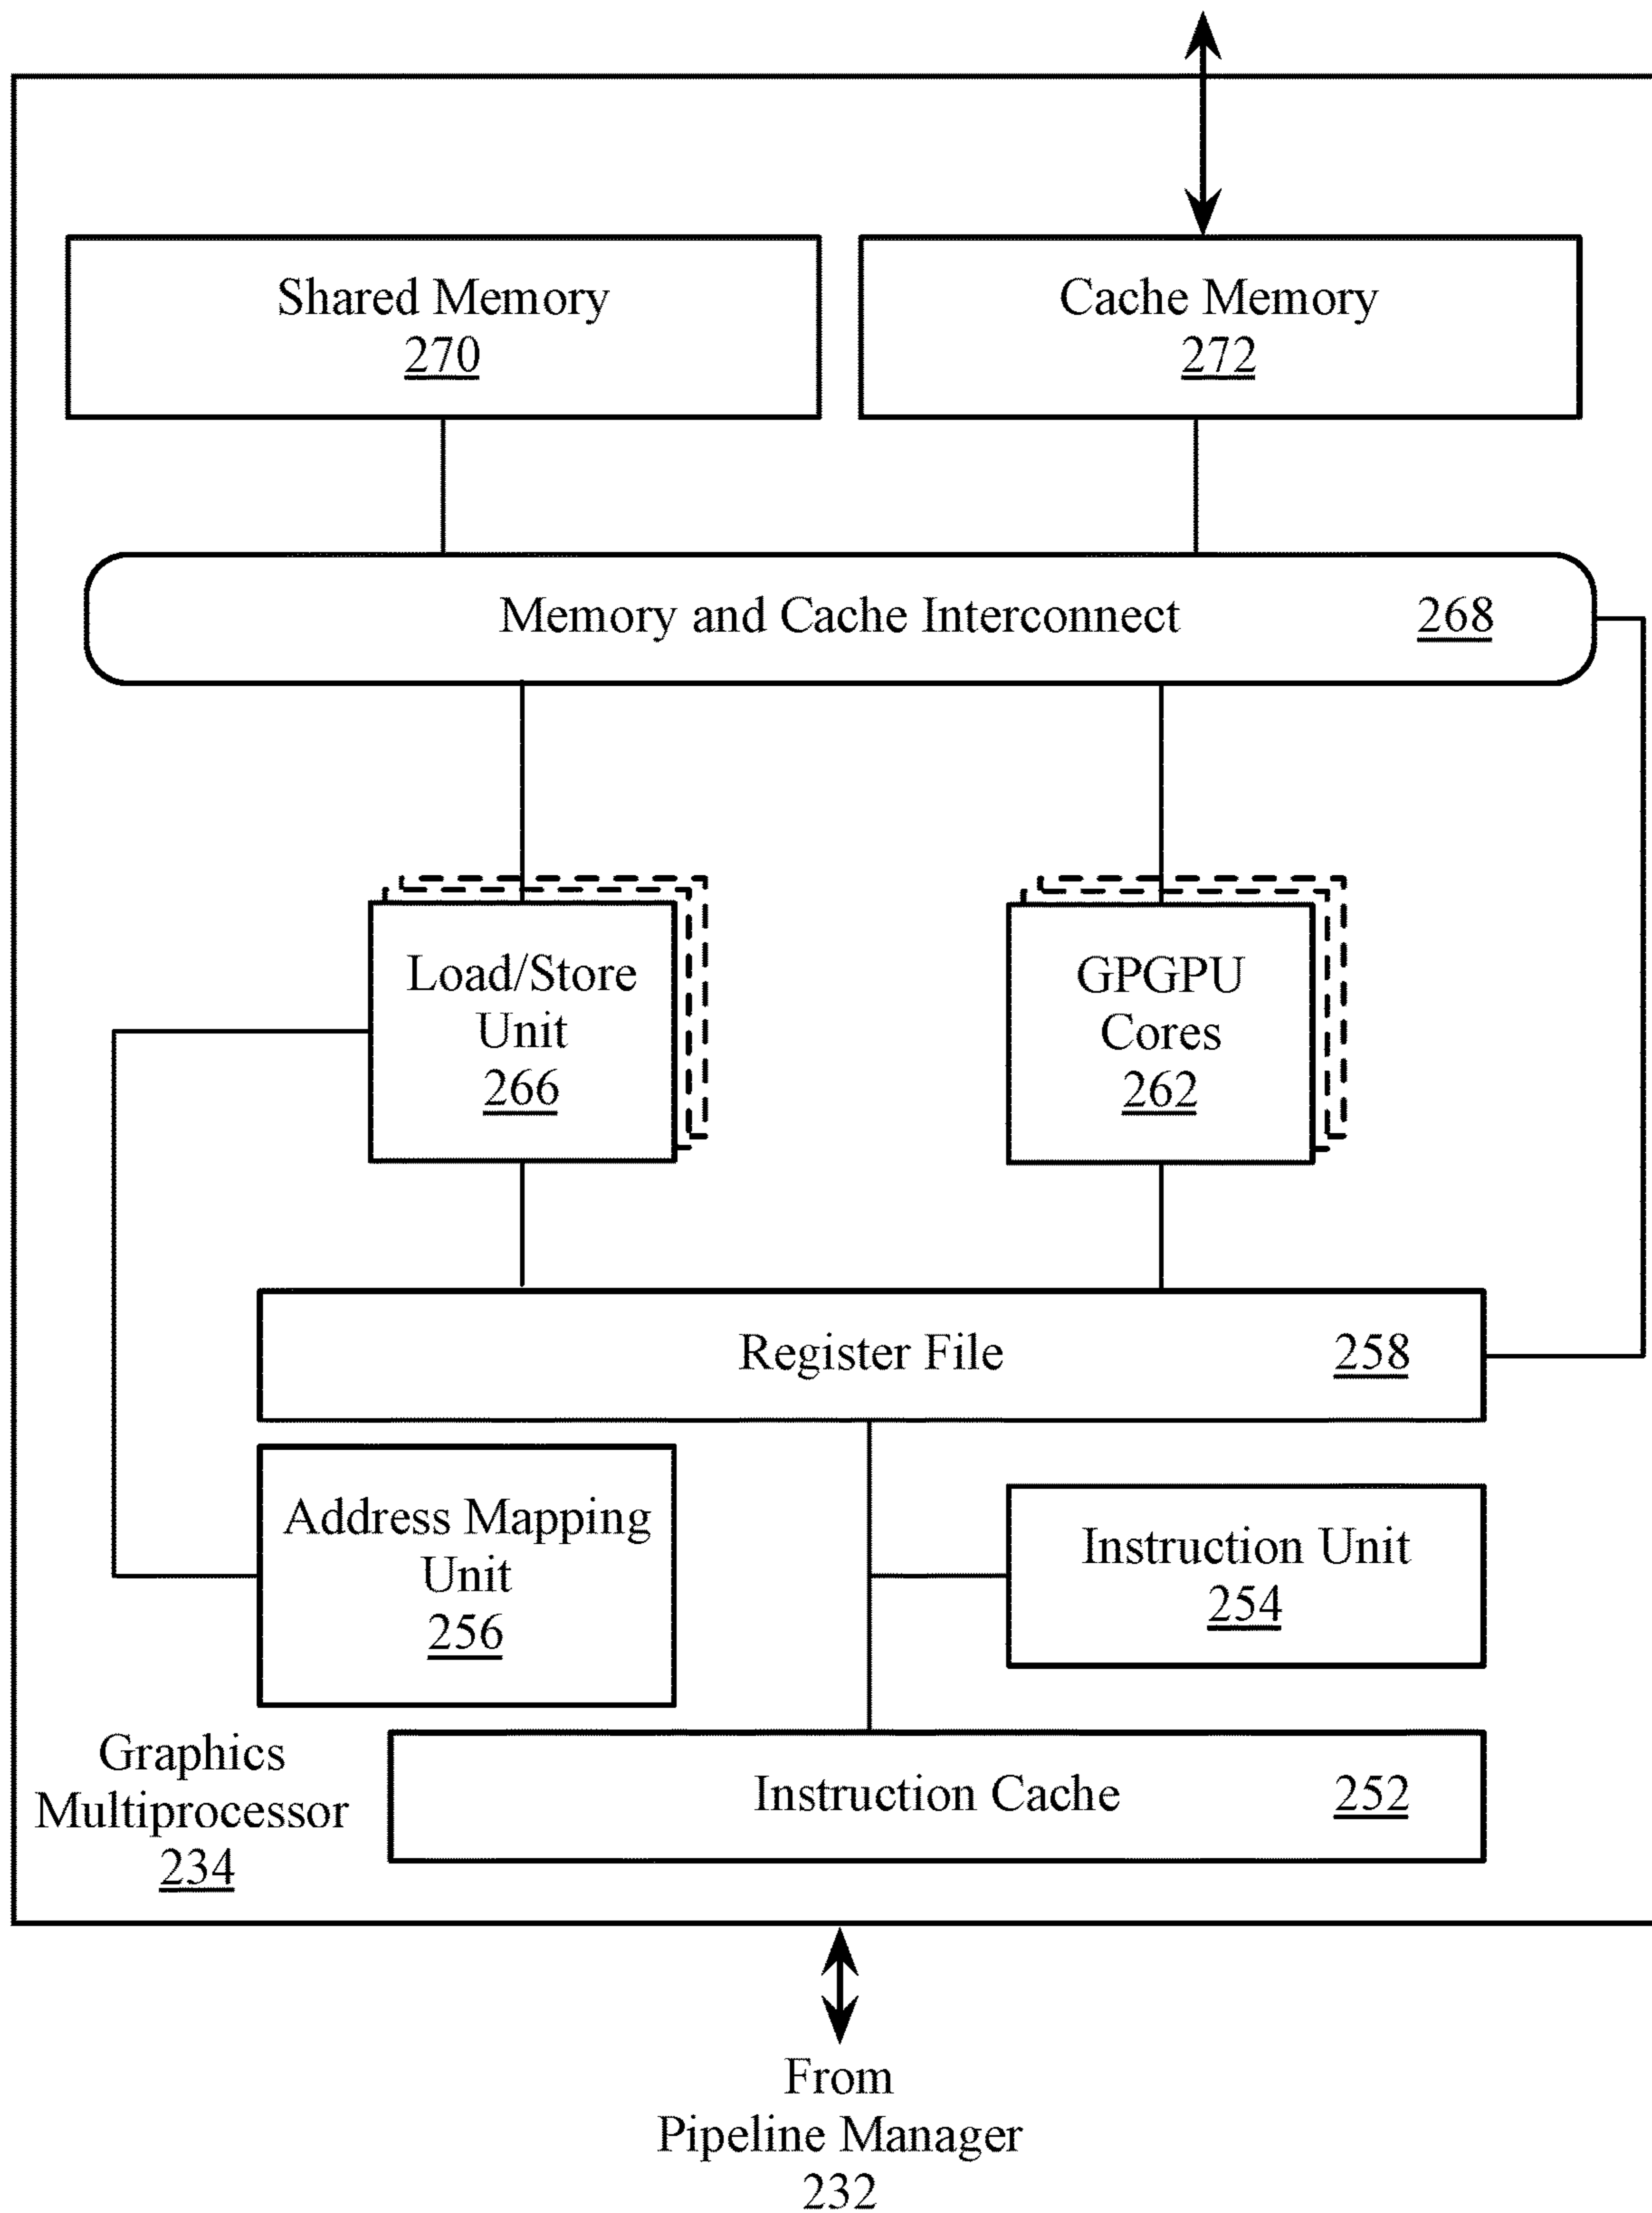 Shared Memory
270
Cache Memory
272
Memory and Cache Interconnect 268
Load/Store
Unit
266
GPGPU
Cores
262
Register File 258
Address Mapping
Unit
256
Instruction Unit
254
Graphics
Multiprocessor
234
Instruction Cache 252
From
Pipeline Manager
232